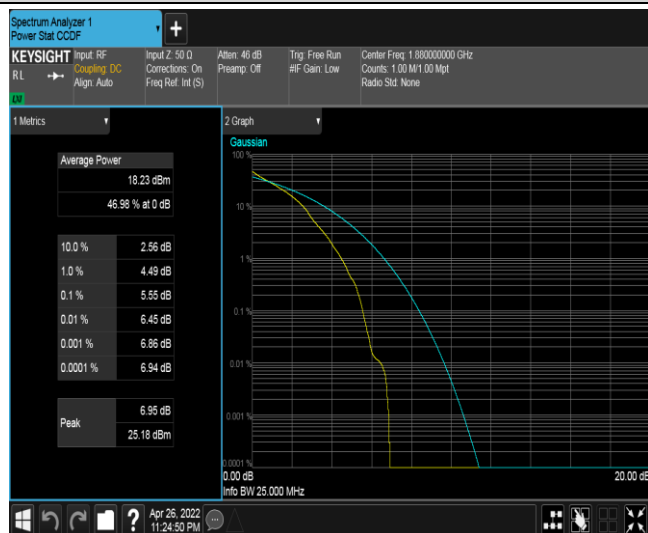 Spectrum Analyzer 1
Power Stat CCDF
KEYSIGHT
RL
Input: RF
Coupling: DC
Align: Auto
Input Z: 50 Ω
Corrections: On
Freq Ref: Int (S)
Atten: 46 dB
Preamp: Off
Trig: Free Run
#IF Gain: Low
Center Freq: 1.880000000 GHz
Counts: 1.00 M/1.00 Mpt
Radio Std: None
1 Metrics
Average Power
18.23 dBm
46.98 % at 0 dB
10.0 % 2.56 dB
1.0 % 4.49 dB
0.1 % 5.55 dB
0.01 % 6.45 dB
0.001 % 6.86 dB
0.0001 % 6.94 dB
Peak
6.95 dB
25.18 dBm
2 Graph
Gaussian
100 %
10 %
1 %
0.1 %
0.01 %
0.001 %
0.0001 %
0.00 dB
20.00 dB
Info BW 25.000 MHz
Apr 26, 2022
11:24:50 PM